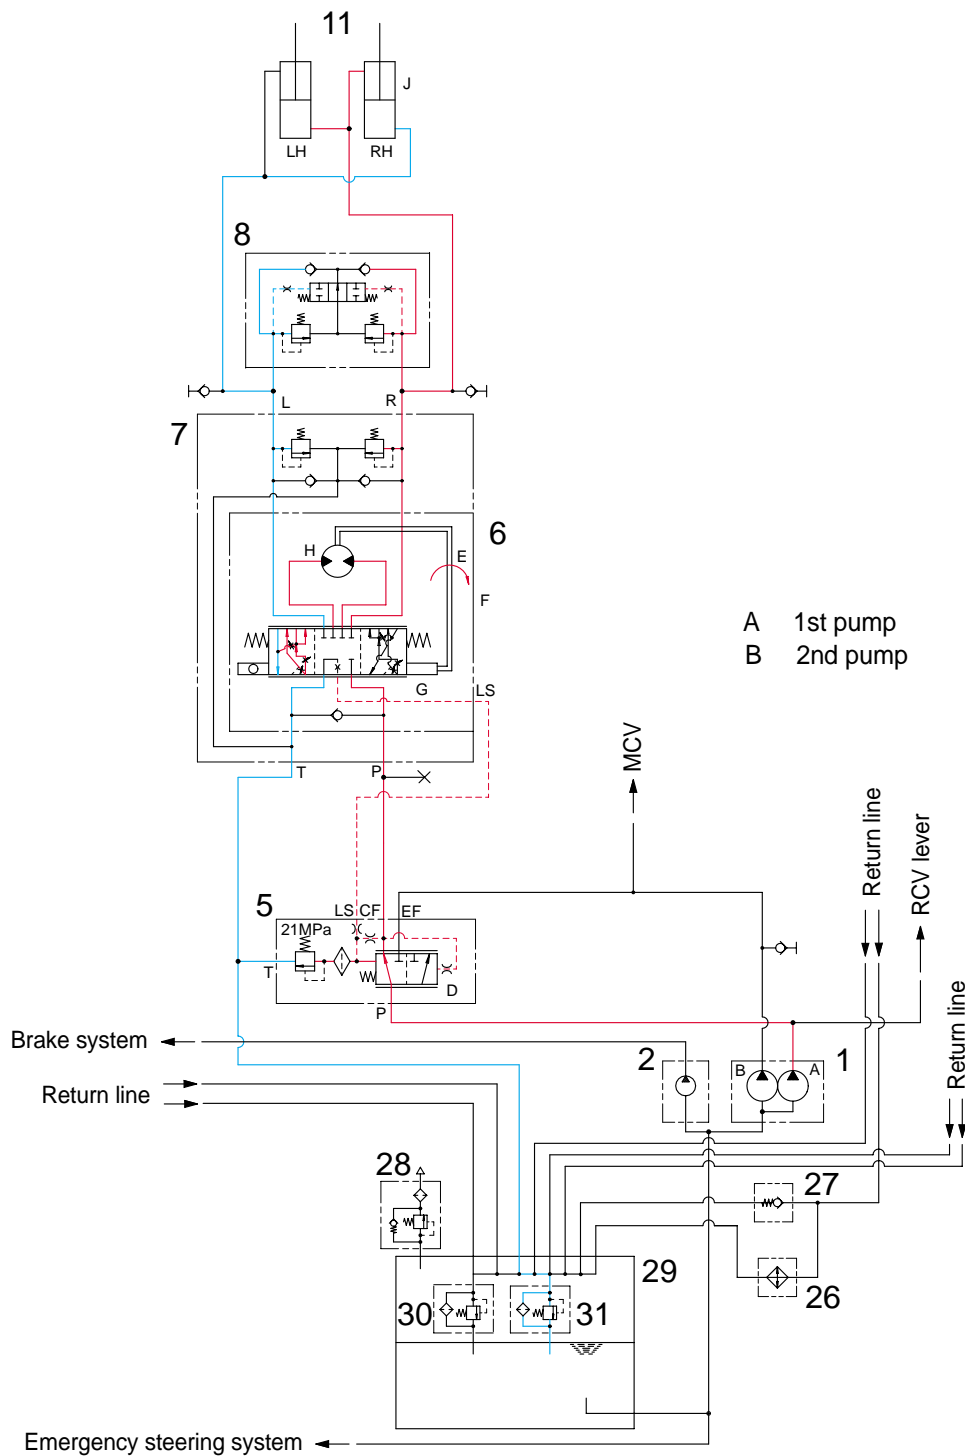 11
J
LH
RH
8
L
R
7
6
H
E
F
A 1st pump
B 2nd pump
G
LS
T
P
MCV
Return line
RCV lever
5
LS CF EF
21MPa
T
D
P
Return line
Brake system
2
1
B
A
Return line
28
27
29
26
30
31
Emergency steering system